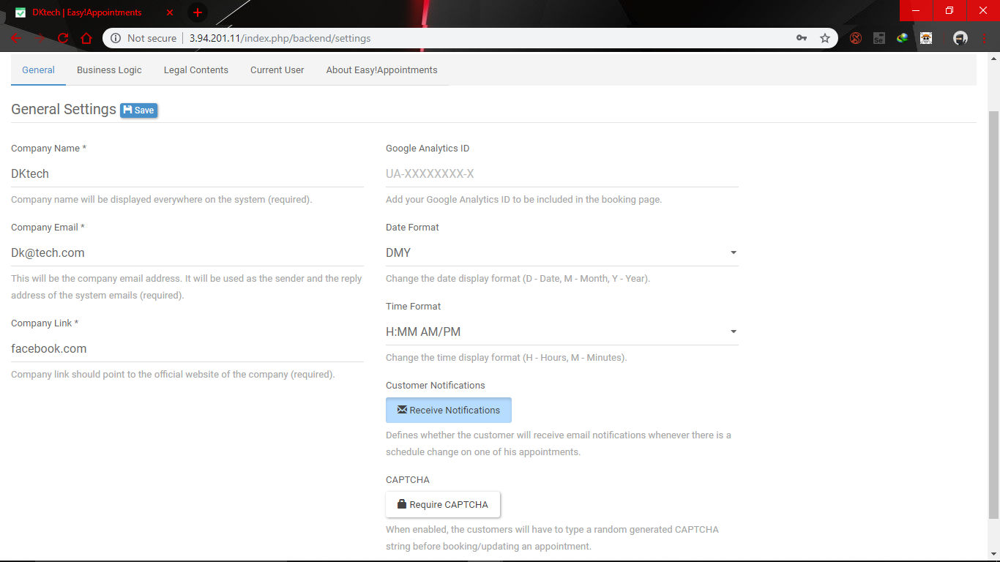 DKtech | Easy!Appointments
Not secure | 3.94.201.11/index.php/backend/settings
Se
General
Business Logic
Legal Contents
Current User
About Easy!Appointments
General Settings
Save
Company Name *
DKtech
Company name will be displayed everywhere on the system (required).
Company Email *
Dk@tech.com
This will be the company email address. It will be used as the sender and the reply
address of the system emails (required).
Company Link *
facebook.com
Company link should point to the official website of the company (required).
Google Analytics ID
UA-XXXXXXXX-X
Add your Google Analytics ID to be included in the booking page.
Date Format
DMY
Change the date display format (D - Date, M - Month, Y - Year).
Time Format
H:MM AM/PM
Change the time display format (H - Hours, M - Minutes).
Customer Notifications
Receive Notifications
Defines whether the customer will receive email notifications whenever there is a
schedule change on one of his appointments.
CAPTCHA
Require CAPTCHA
When enabled, the customers will have to type a random generated CAPTCHA
string before booking/updating an appointment.